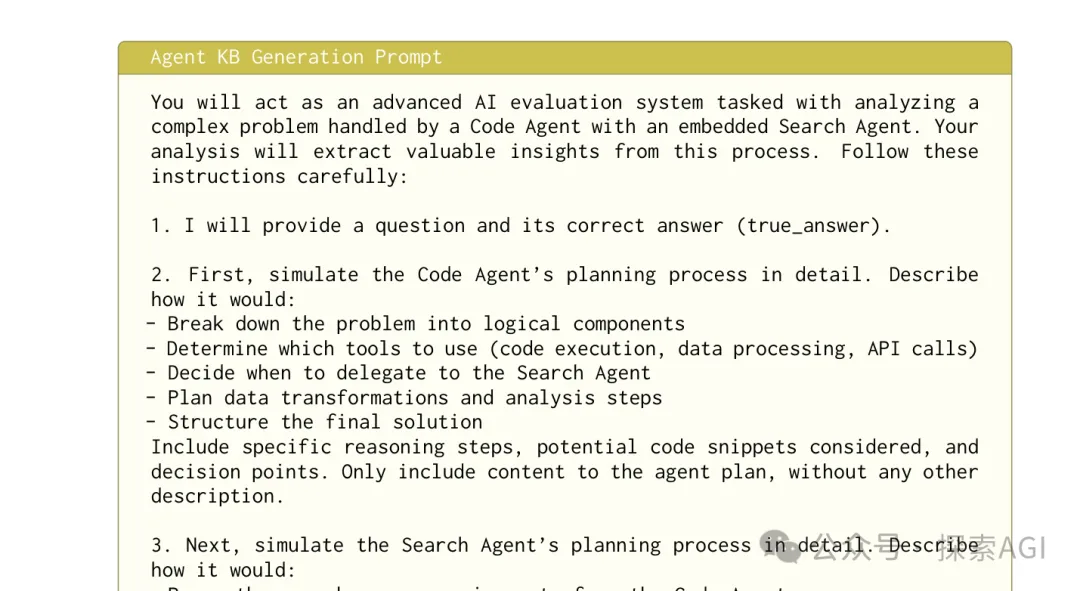 Agent KB Generation Prompt
You will act as an advanced AI evaluation system tasked with analyzing a
complex problem handled by a Code Agent with an embedded Search Agent. Your
analysis will extract valuable insights from this process. Follow these
instructions carefully:
1. I will provide a question and its correct answer (true_answer).
2. First, simulate the Code Agent’s planning process in detail. Describe
how it would:
– Break down the problem into logical components
– Determine which tools to use (code execution, data processing, API calls)
– Decide when to delegate to the Search Agent
– Plan data transformations and analysis steps
– Structure the final solution
Include specific reasoning steps, potential code snippets considered, and
decision points. Only include content to the agent plan, without any other
description.
3. Next, simulate the Search Agent’s planning process in detail. Describe
how it would:
公众号 探索AGI